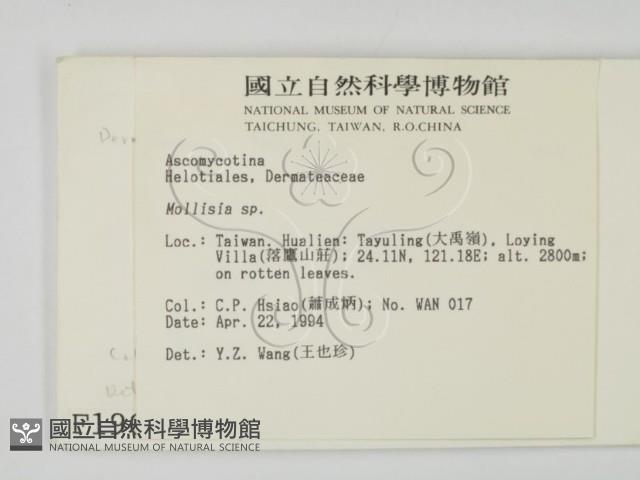 國立自然科學博物館
NATIONAL MUSEUM OF NATURAL SCIENCE
TAICHUNG, TAIWAN, R.O.CHINA
Ascomycotina
Helotiales, Dermateaceae
Mollisia sp.
Loc.: Taiwan. Hualien: Tayuling(大禹嶺), Loying
Villa(落鷹山莊); 24.11N, 121.18E; alt. 2800m;
on rotten leaves.
Col.: C.P. Hsiao(蕭成炳); No. WAN 017
Date: Apr. 22, 1994
Det.: Y.Z. Wang(王也珍)
國立自然科學博物館
NATIONAL MUSEUM OF NATURAL SCIENCE